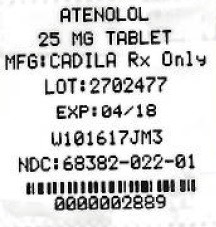 ATENOLOL
25 MG TABLET
MFG:CADILA Rx Only
LOT:2702477
EXP:04/18
W101617JM3
NDC:68382-022-01
0000002889